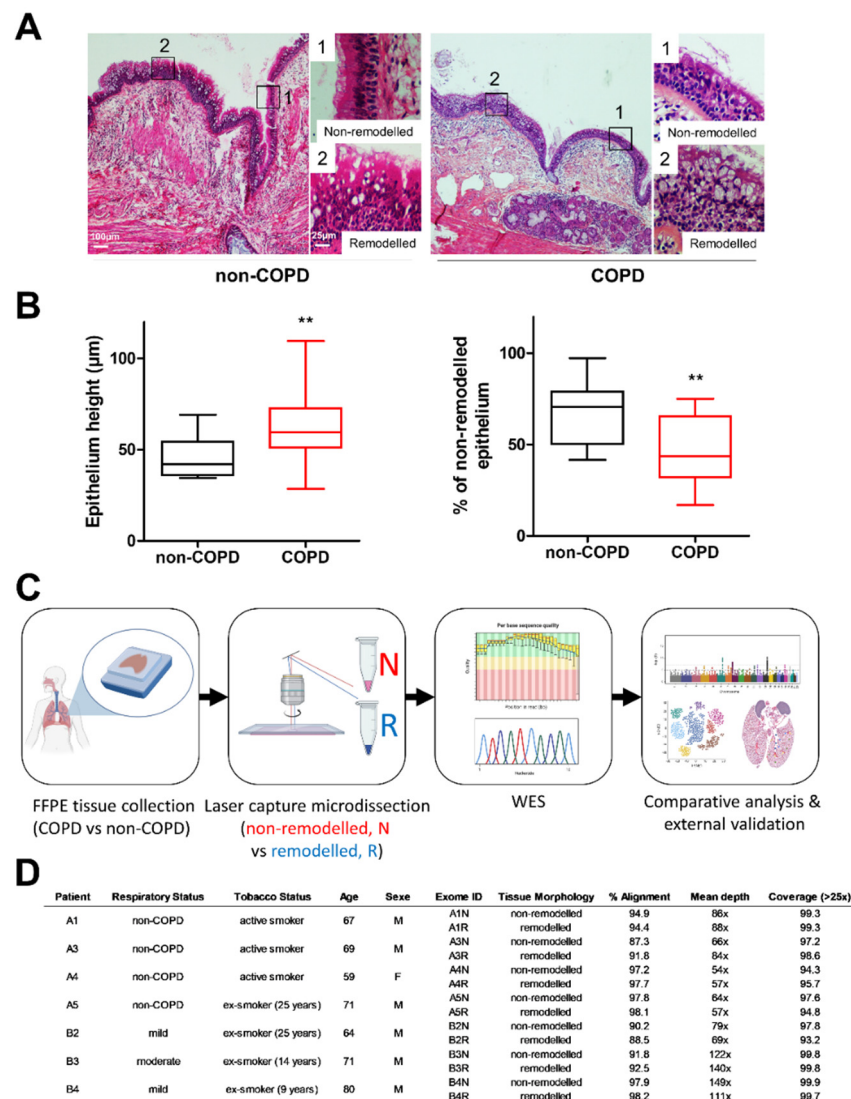 A
2
1
1
Non-remodelled
2
Remodelled
100µm
25µm
non-COPD
2
1
1
Non-remodelled
2
Remodelled
COPD
B
Epithelium height (µm)
100
50
0
**
non-COPD
COPD
% of non-remodelled
epithelium
100
50
0
**
non-COPD
COPD
C
N
R
Per base sequence quality
Quality
FFPE tissue collection
(COPD vs non-COPD)
Laser capture microdissection
(non-remodelled, N
vs remodelled, R)
WES
Comparative analysis &
external validation
D
Patient Respiratory Status Tobacco Status Age Sexe
A1 non-COPD active smoker 67 M
A3 non-COPD active smoker 69 M
A4 non-COPD active smoker 59 F
A5 non-COPD ex-smoker (25 years) 71 M
B2 mild ex-smoker (25 years) 64 M
B3 moderate ex-smoker (14 years) 71 M
B4 mild ex-smoker (9 years) 80 M
Exome ID Tissue Morphology % Alignment Mean depth Coverage (>25x)
A1N non-remodelled 94.9 86x 99.3
A1R remodelled 94.4 88x 99.3
A3N non-remodelled 87.3 66x 97.2
A3R remodelled 91.8 84x 98.6
A4N non-remodelled 97.2 54x 94.3
A4R remodelled 97.7 57x 95.7
A5N non-remodelled 97.8 64x 97.6
A5R remodelled 98.1 57x 94.8
B2N non-remodelled 90.2 79x 97.8
B2R remodelled 88.5 69x 93.2
B3N non-remodelled 91.8 122x 99.8
B3R remodelled 92.5 140x 99.8
B4N non-remodelled 97.9 149x 99.9
B4R remodelled 98.2 111x 99.7